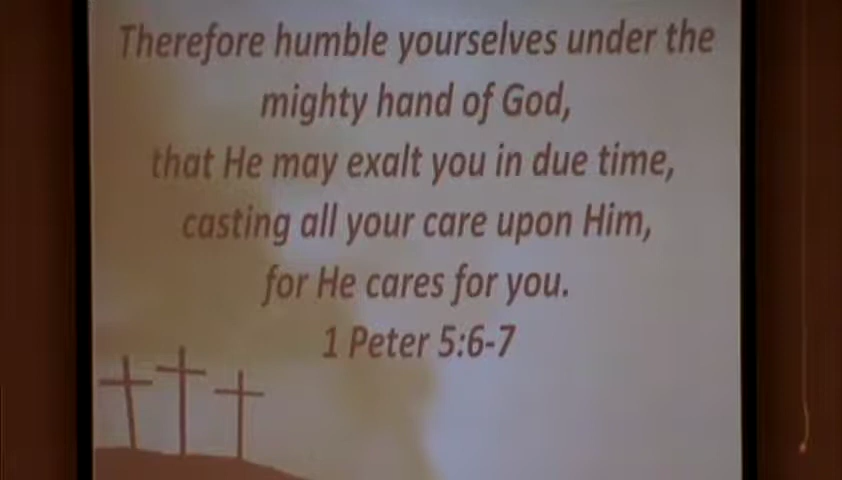 Therefore humble yourselves under the
mighty hand of God,
that He may exalt you in due time,
casting all your care upon Him,
for He cares for you.
1 Peter 5:6-7